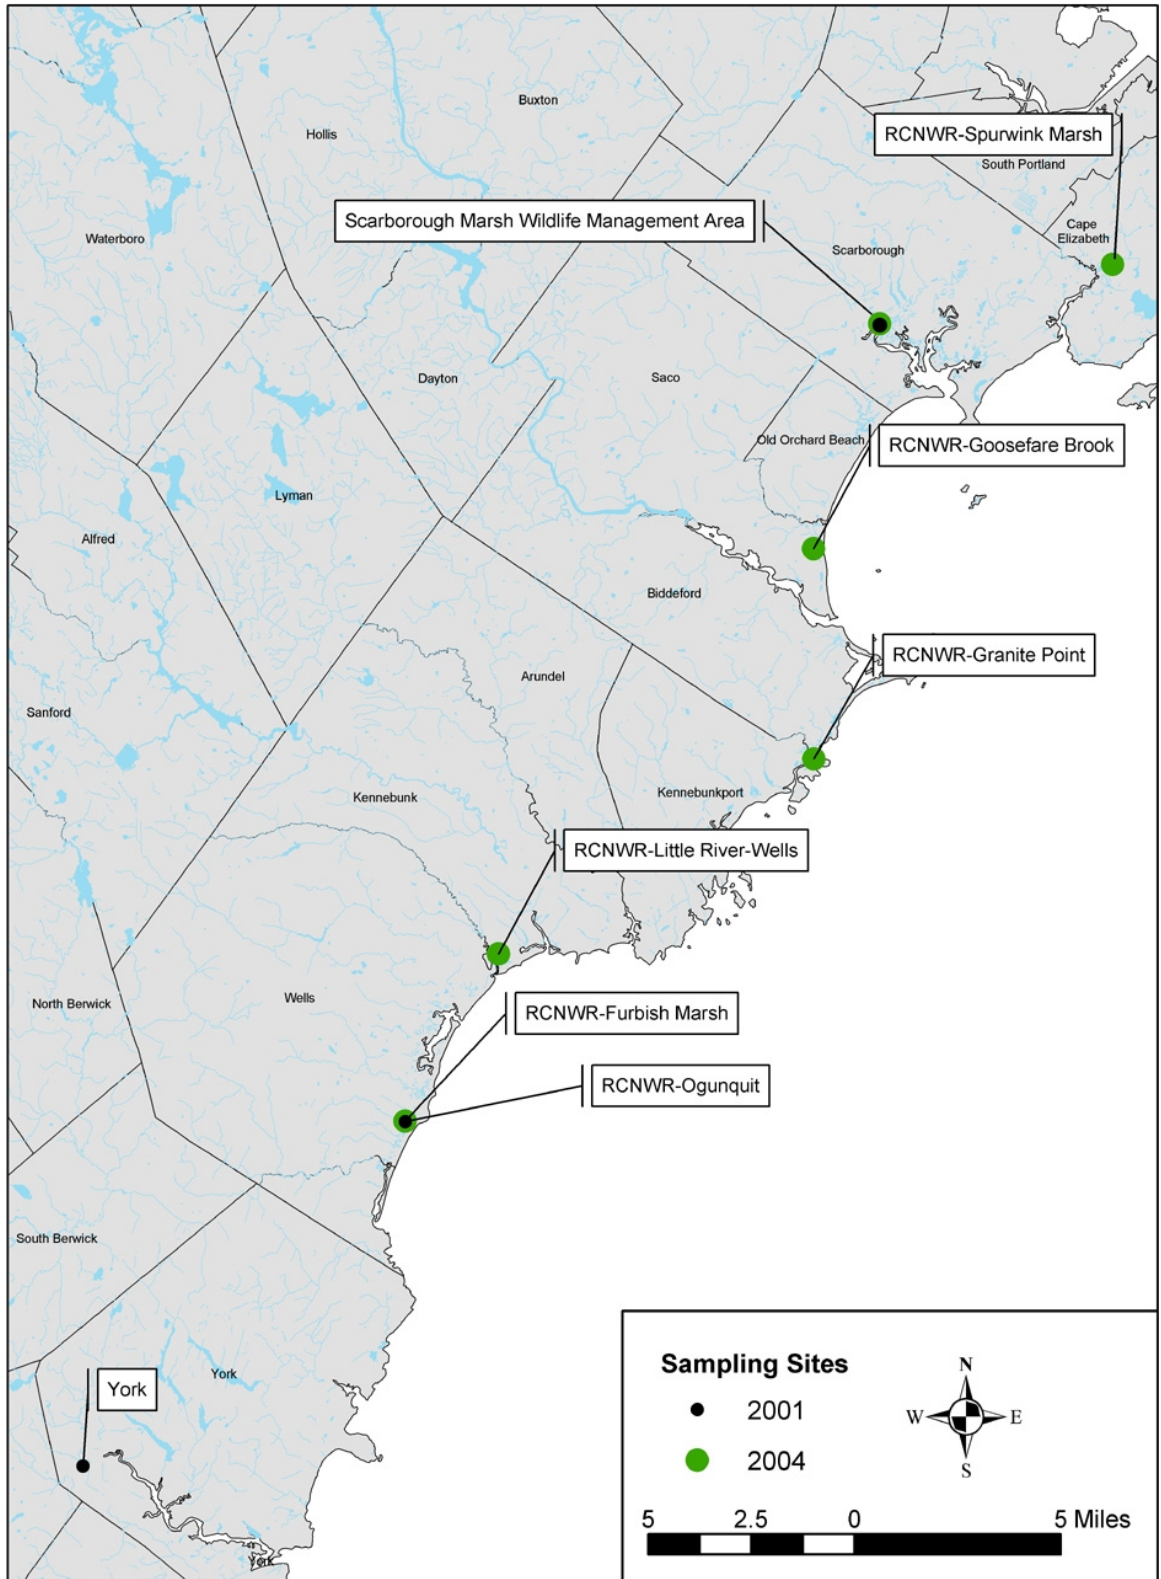 Buxton
Hollis
RCNWR-Spurwink Marsh
South Portland
Scarborough Marsh Wildlife Management Area
Cape
Elizabeth
Waterboro
Scarborough
Dayton
Saco
Old Orchard Beach
RCNWR-Goosefare Brook
Lyman
Alfred
Biddeford
RCNWR-Granite Point
Arundel
Sanford
Kennebunk
Kennebunkport
RCNWR-Little River-Wells
North Berwick
Wells
RCNWR-Furbish Marsh
RCNWR-Ogunquit
South Berwick
York
York
Sampling Sites
2001
2004
N
W
E
S
5
2.5
0
5 Miles
York